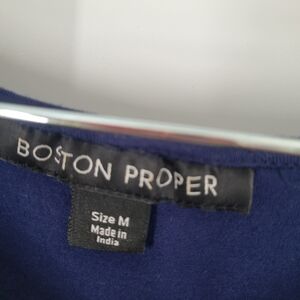 BOSTON PROPER
Size M
Made in
India